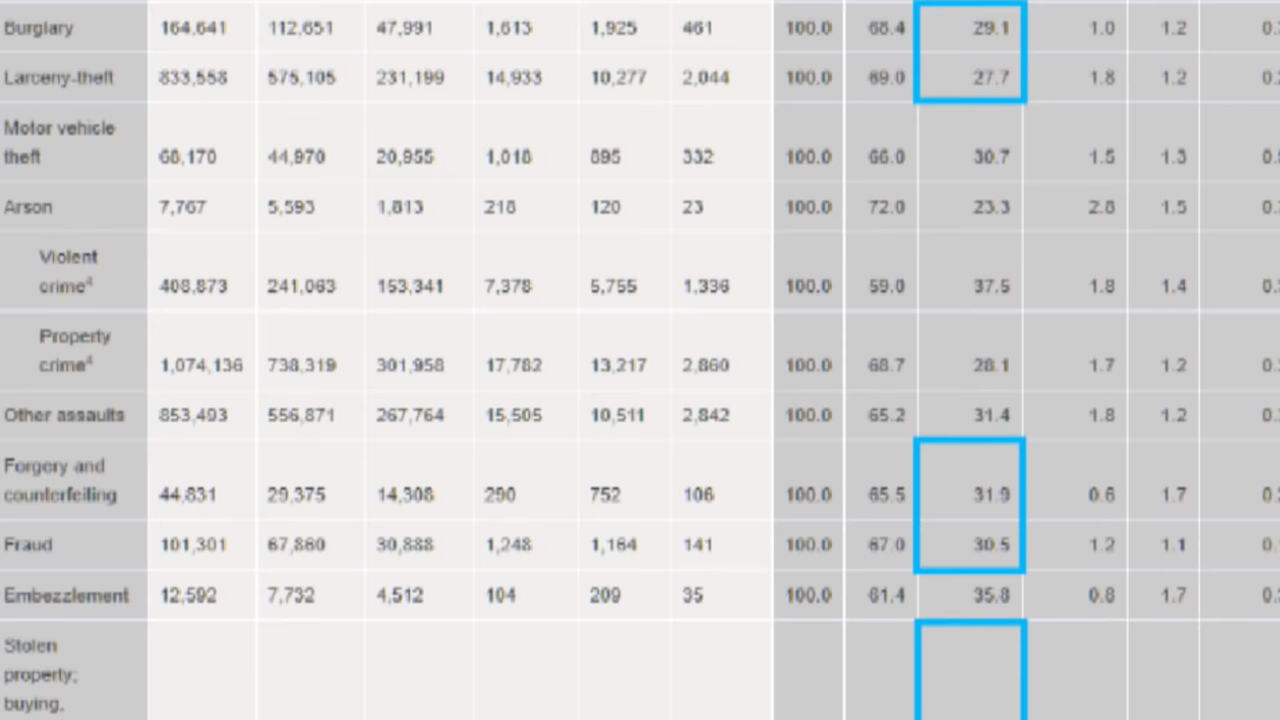 Burglary 164,641 112,651 47,991 1,613 1,925 461 100.0 68.4 29.1 1.0 1.2
Larceny-theft 833,558 575,105 231,199 14,933 10,277 2,044 100.0 69.0 27.7 1.8 1.2
Motor vehicle
theft 68,170 44,970 20,955 1,018 895 332 100.0 66.0 30.7 1.5 1.3
Arson 7,767 5,593 1,813 218 120 23 100.0 72.0 23.3 2.8 1.5
Violent
crime⁴ 408,873 241,063 153,341 7,378 5,755 1,336 100.0 59.0 37.5 1.8 1.4
Property
crime⁴ 1,074,136 738,319 301,958 17,782 13,217 2,860 100.0 68.7 28.1 1.7 1.2
Other assaults 853,493 556,871 267,764 15,505 10,511 2,842 100.0 65.2 31.4 1.8 1.2
Forgery and
counterfeiting 44,831 29,375 14,308 290 752 106 100.0 65.5 31.9 0.6 1.7
Fraud 101,301 67,860 30,888 1,248 1,164 141 100.0 67.0 30.5 1.2 1.1
Embezzlement 12,592 7,732 4,512 104 209 35 100.0 61.4 35.8 0.8 1.7
Stolen
property;
buying,